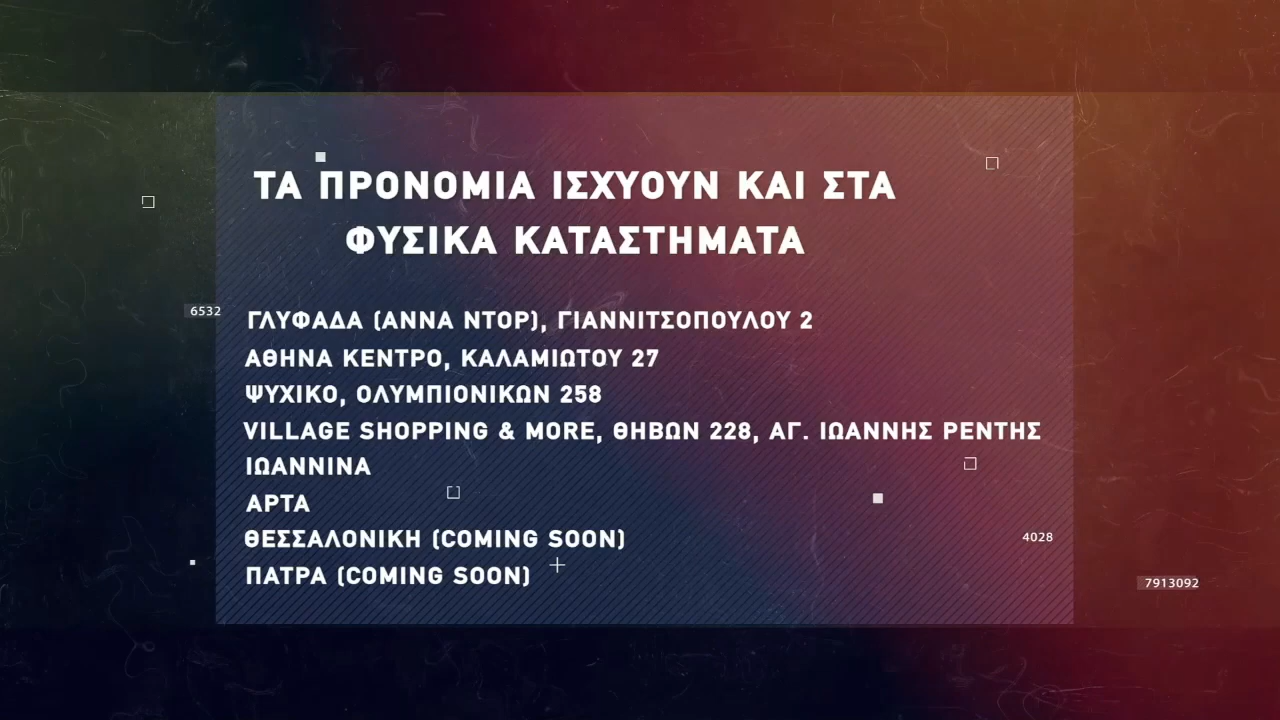 ΤΑ ΠΡΟΝΟΜΙΑ ΙΣΧΥΟΥΝ ΚΑΙ ΣΤΑ
ΦΥΣΙΚΑ ΚΑΤΑΣΤΗΜΑΤΑ
6532
ΓΛΥΦΑΔΑ (ΑΝΝΑ ΝΤΟΡ), ΓΙΑΝΝΙΤΣΟΠΟΥΛΟΥ 2
ΑΘΗΝΑ ΚΕΝΤΡΟ, ΚΑΛΑΜΙΩΤΟΥ 27
ΨΥΧΙΚΟ, ΟΛΥΜΠΙΟΝΙΚΩΝ 258
VILLAGE SHOPPING & MORE, ΘΗΒΩΝ 228, ΑΓ. ΙΩΑΝΝΗΣ ΡΕΝΤΗΣ
ΙΩΑΝΝΙΝΑ
ΑΡΤΑ
ΘΕΣΣΑΛΟΝΙΚΗ (COMING SOON)
4028
ΠΑΤΡΑ (COMING SOON)
7913092